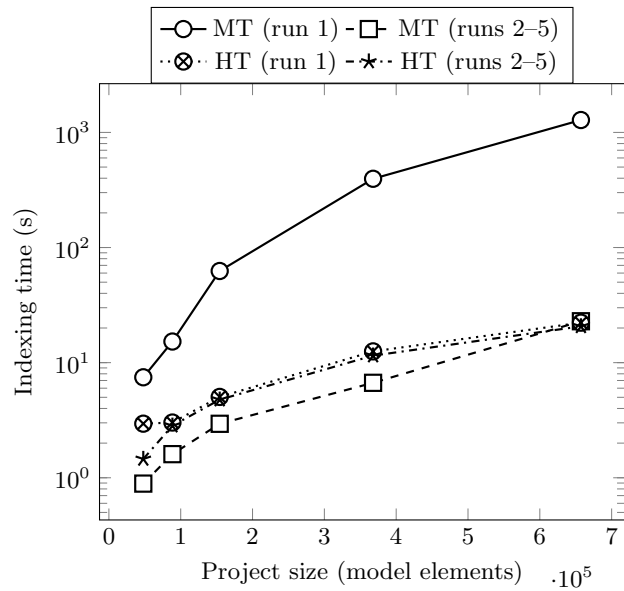 MT (run 1) MT (runs 2–5)
HT (run 1) HT (runs 2–5)
10^3
10^2
10^1
10^0
Indexing time (s)
0 1 2 3 4 5 6 7
Project size (model elements) ·10^5